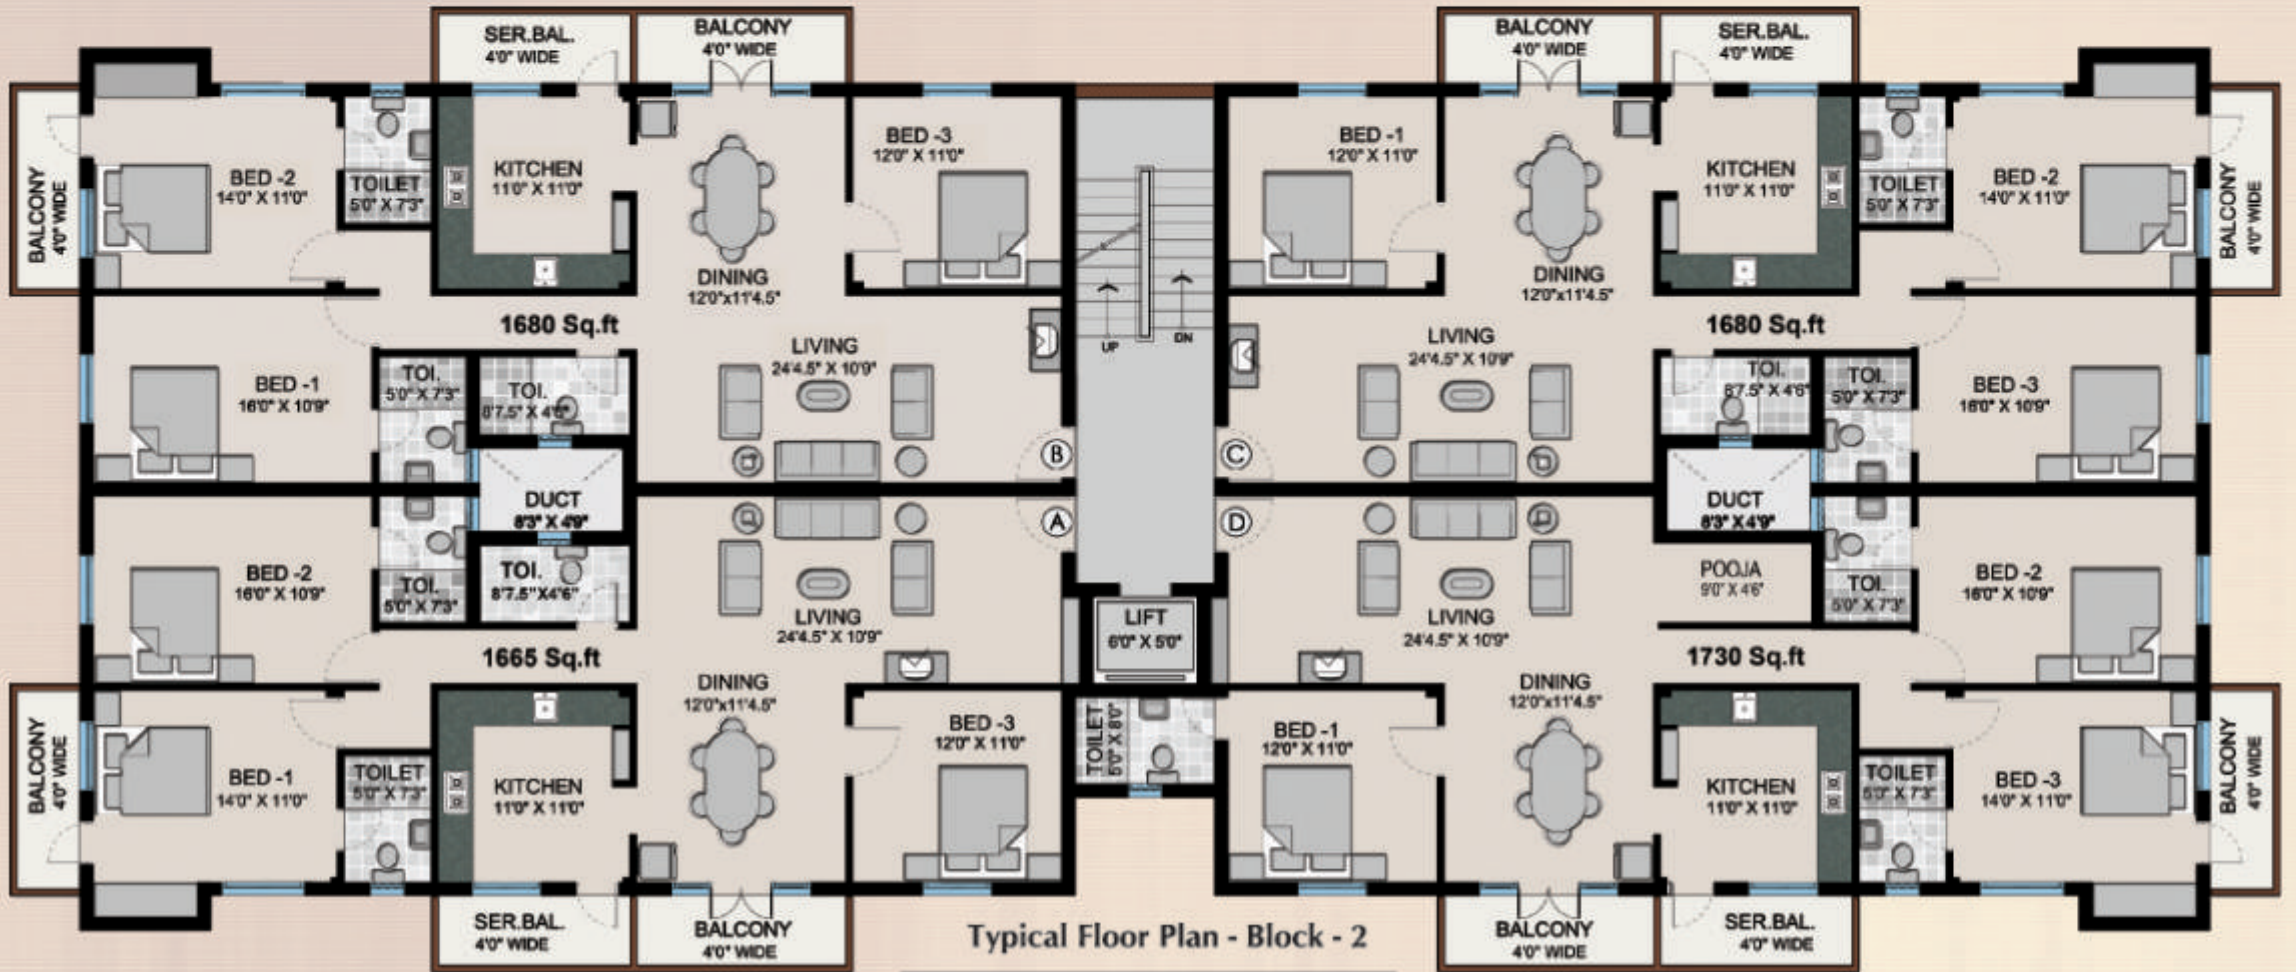 SER.BAL.
4'0" WIDE
BALCONY
4'0" WIDE
BALCONY
4'0" WIDE
SER.BAL.
4'0" WIDE
BALCONY
4'0" WIDE
BED -2
14'0" X 11'0"
TOILET
5'0" X 7'3"
KITCHEN
11'0" X 11'0"
DINING
12'0"x11'4.5"
BED -3
12'0" X 11'0"
BED -1
12'0" X 11'0"
DINING
12'0"x11'4.5"
KITCHEN
11'0" X 11'0"
TOILET
5'0" X 7'3"
BED -2
14'0" X 11'0"
BALCONY
4'0" WIDE
1680 Sq.ft
LIVING
24'4.5" X 10'9"
UP
DN
LIVING
24'4.5" X 10'9"
1680 Sq.ft
BED -1
16'0" X 10'9"
TOI.
5'0" X 7'3"
TOI.
8'7.5" X 4'6"
TOI.
8'7.5" X 4'6"
TOI.
5'0" X 7'3"
BED -3
16'0" X 10'9"
B
C
DUCT
8'3" X 4'9"
A
D
DUCT
8'3" X 4'9"
BED -2
16'0" X 10'9"
TOI.
5'0" X 7'3"
TOI.
8'7.5"X4'6"
LIVING
24'4.5" X 10'9"
LIFT
6'0" X 5'0"
LIVING
24'4.5" X 10'9"
POOJA
9'0" X 4'6"
TOI.
5'0" X 7'3"
BED -2
16'0" X 10'9"
1665 Sq.ft
1730 Sq.ft
BALCONY
4'0" WIDE
BED -1
14'0" X 11'0"
TOILET
5'0" X 7'3"
KITCHEN
11'0" X 11'0"
DINING
12'0"x11'4.5"
BED -3
12'0" X 11'0"
TOILET
5'0" X 8'0"
BED -1
12'0" X 11'0"
DINING
12'0"x11'4.5"
KITCHEN
11'0" X 11'0"
TOILET
5'0" X 7'3"
BED -3
14'0" X 11'0"
BALCONY
4'0" WIDE
SER.BAL.
4'0" WIDE
BALCONY
4'0" WIDE
Typical Floor Plan - Block - 2
BALCONY
4'0" WIDE
SER.BAL.
4'0" WIDE